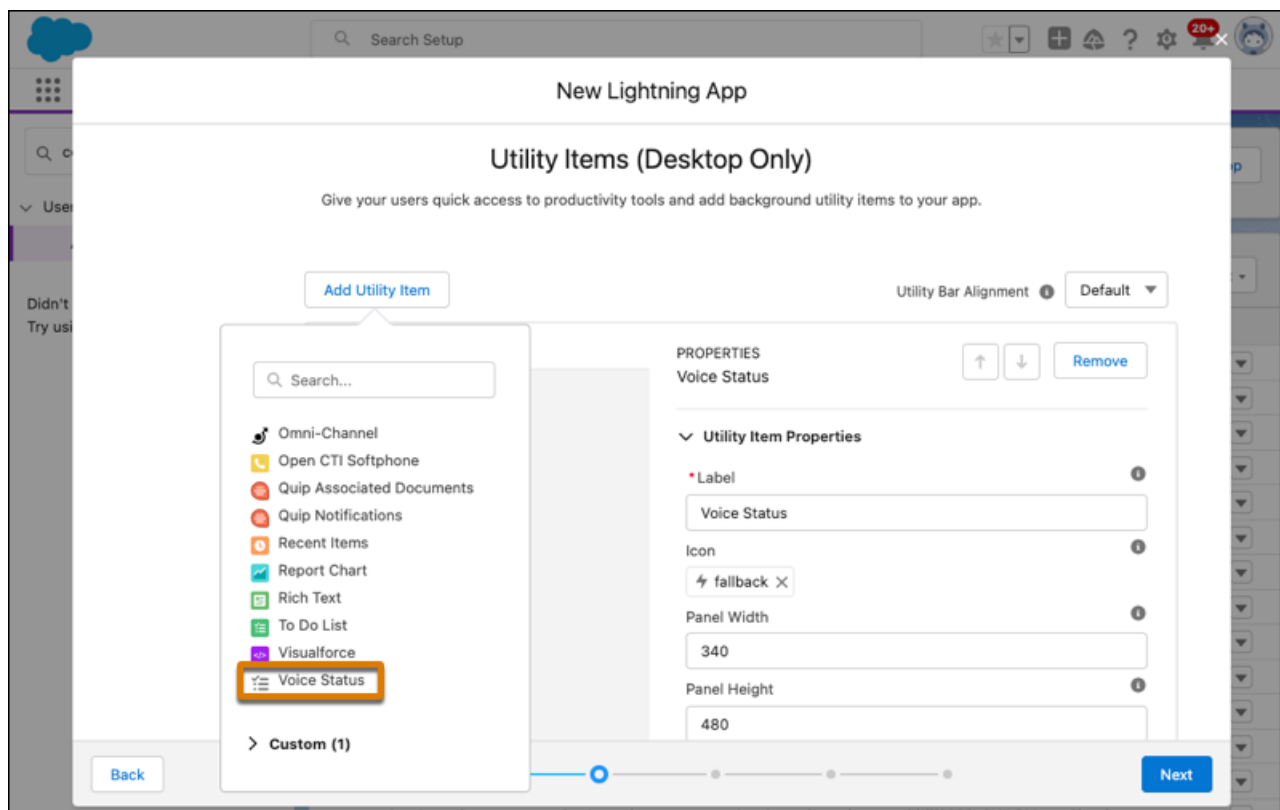 Search Setup
20+
New Lightning App
Utility Items (Desktop Only)
Give your users quick access to productivity tools and add background utility items to your app.
User
Didn't
Try usi
Add Utility Item
Utility Bar Alignment
Default
Search...
Omni-Channel
Open CTI Softphone
Quip Associated Documents
Quip Notifications
Recent Items
Report Chart
Rich Text
To Do List
Visualforce
Voice Status
Custom (1)
PROPERTIES
Voice Status
Remove
Utility Item Properties
*Label
Voice Status
Icon
fallback
Panel Width
340
Panel Height
480
Back
Next